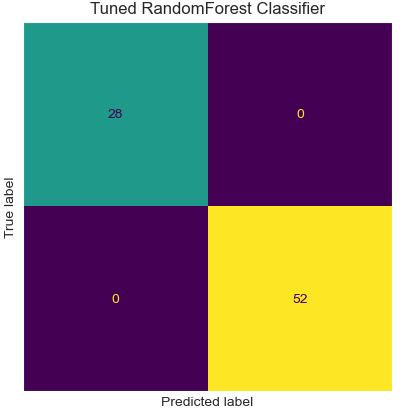 Tuned RandomForest Classifier
28
0
True label
0
52
Predicted label